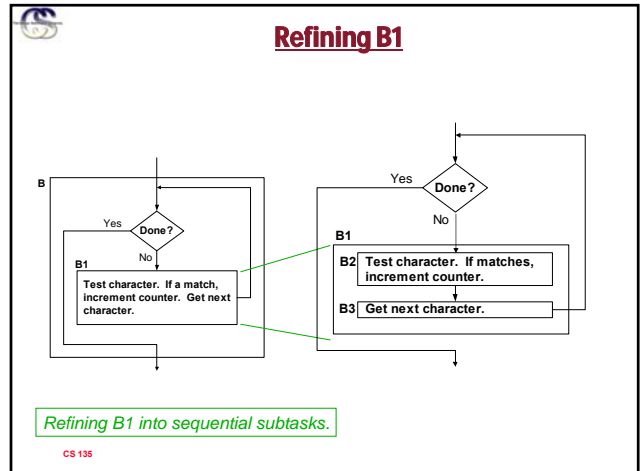 Refining B1
B
Yes
Done?
No
B1
Test character. If a match,
increment counter. Get next
character.
Yes
Done?
No
B1
B2
Test character. If matches,
increment counter.
B3
Get next character.
Refining B1 into sequential subtasks.
CS 135